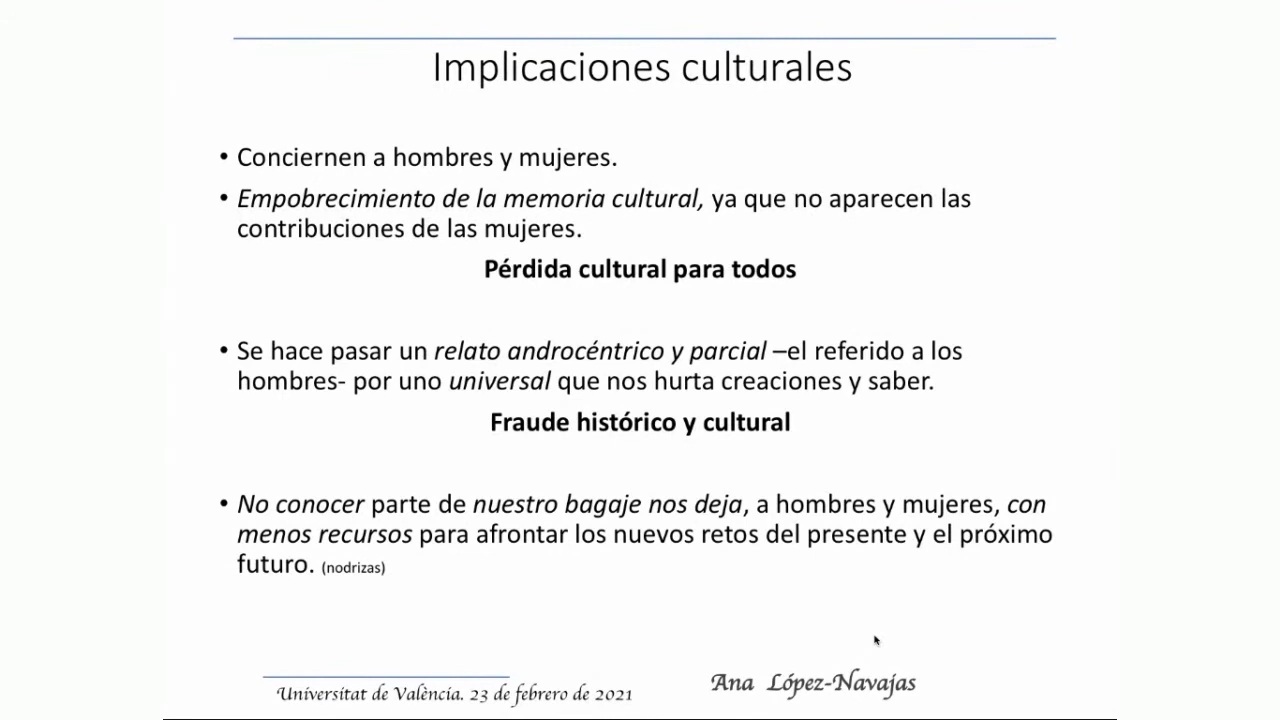 Implicaciones culturales
• Conciernen a hombres y mujeres.
• Empobrecimiento de la memoria cultural, ya que no aparecen las
contribuciones de las mujeres.
Pérdida cultural para todos
• Se hace pasar un relato androcéntrico y parcial –el referido a los
hombres- por uno universal que nos hurta creaciones y saber.
Fraude histórico y cultural
• No conocer parte de nuestro bagaje nos deja, a hombres y mujeres, con
menos recursos para afrontar los nuevos retos del presente y el próximo
futuro. (nodrizas)
Universitat de València. 23 de febrero de 2021
Ana López-Navajas